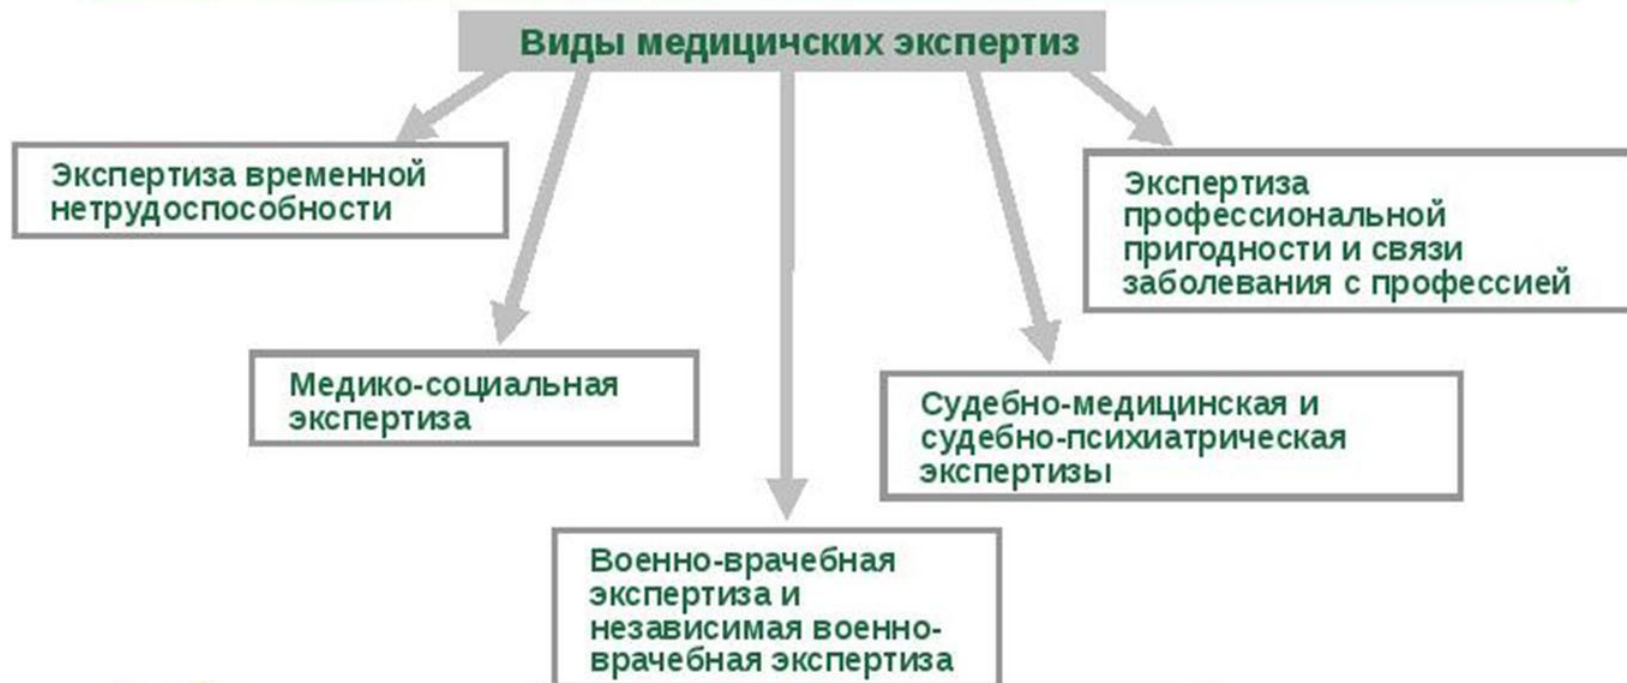 Виды медицичских экспертиз
Экспертиза временной
нетрудоспособности
Экспертиза
профессиональной
пригодности и связи
заболевания с профессией
Медико-социальная
экспертиза
Судебно-медицинская и
судебно-психиатрическая
экспертизы
Военно-врачебная
экспертиза и
независимая военно-
врачебная экспертиза